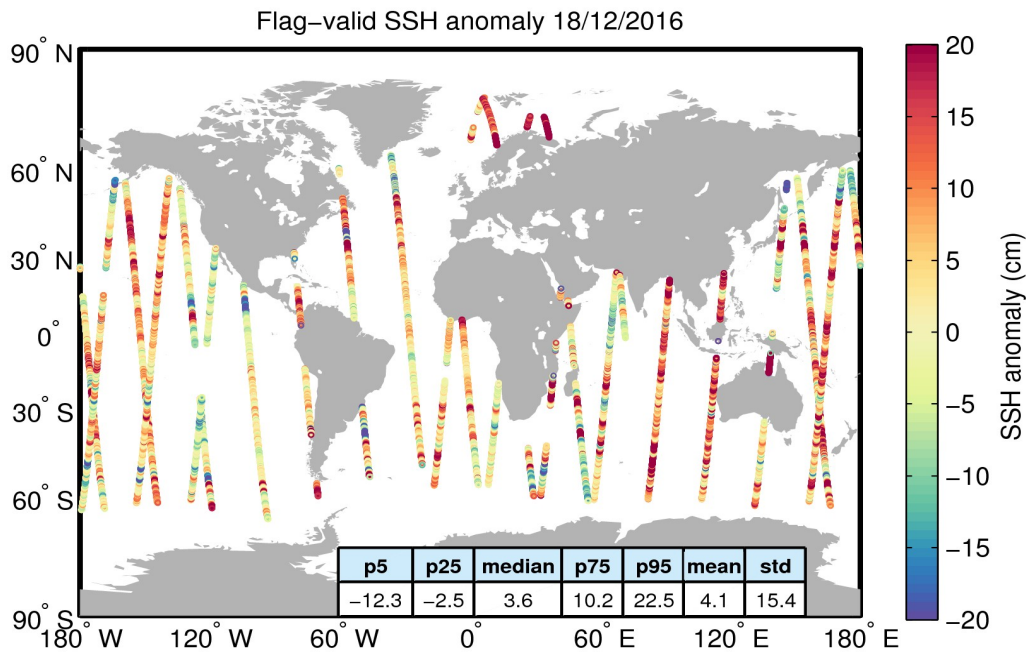 Flag−valid SSH anomaly 18/12/2016
90° N
60° N
30° N
0°
30° S
60° S
90° S
180° W
120° W
60° W
0°
60° E
120° E
180° E
p5 p25 median p75 p95 mean std
−12.3 −2.5 3.6 10.2 22.5 4.1 15.4
20
15
10
5
0
−5
−10
−15
−20
SSH anomaly (cm)